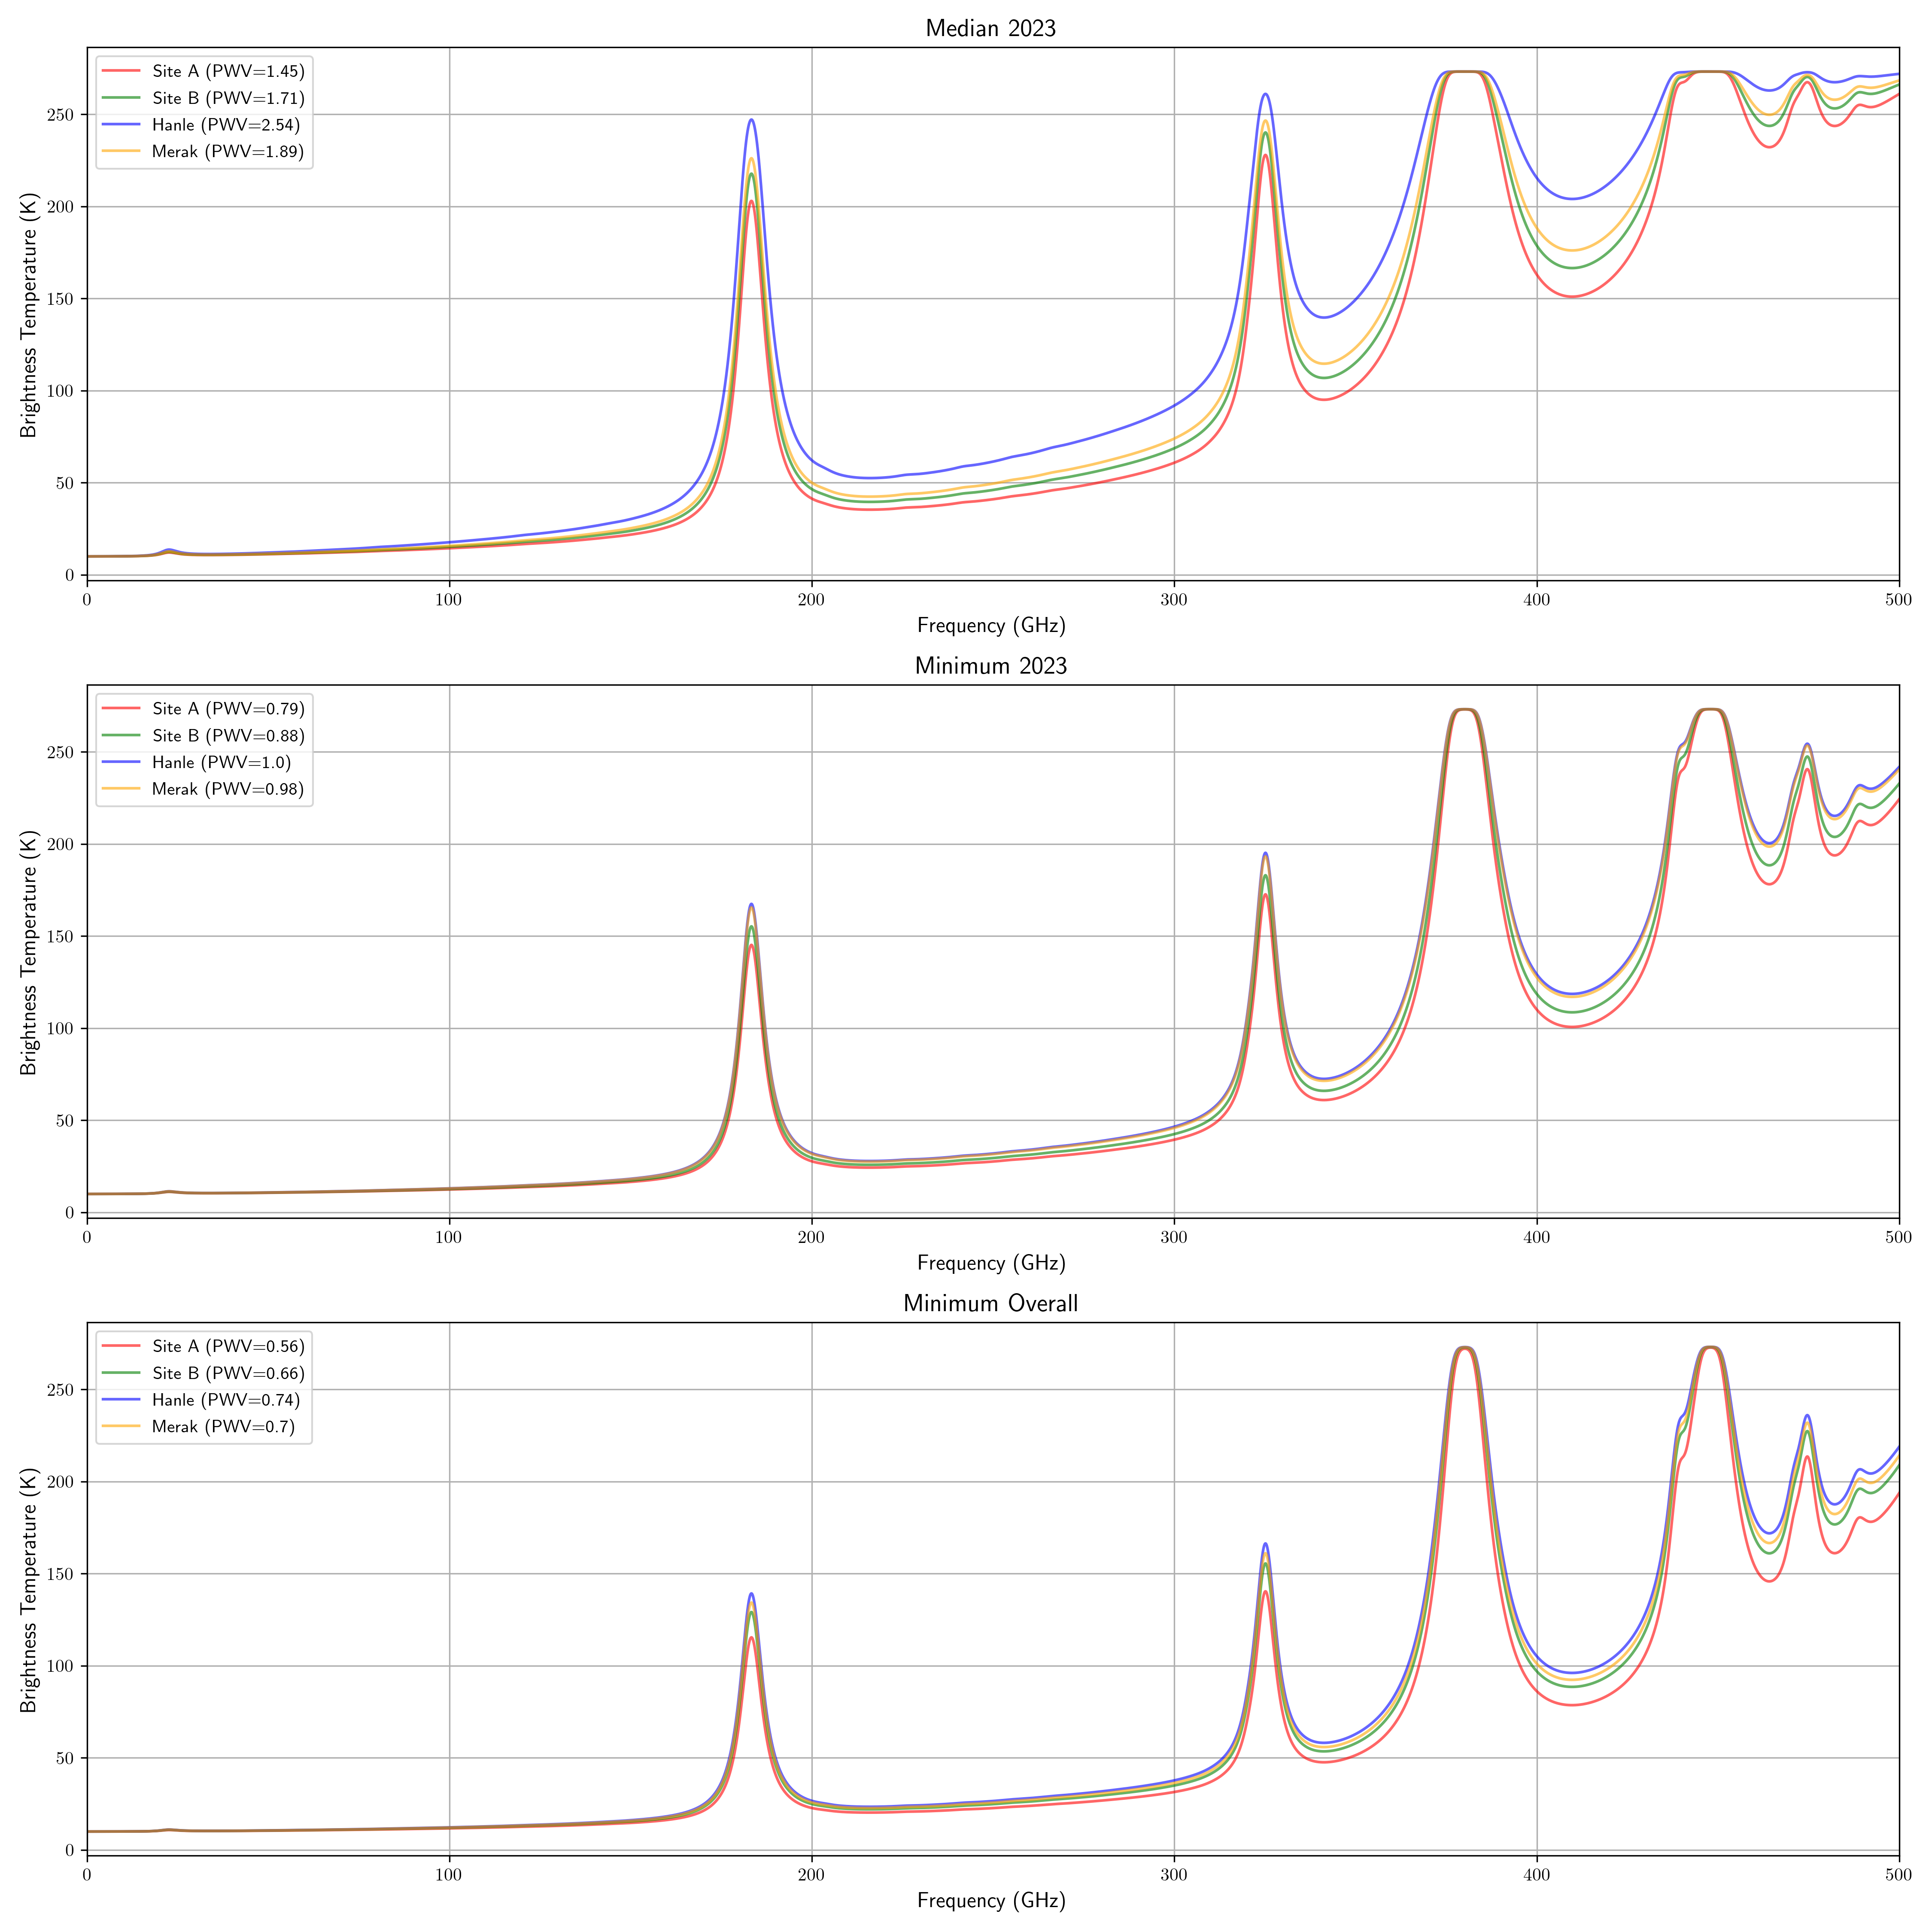 Median 2023
Site A (PWV=1.45)
Site B (PWV=1.71)
Hanle (PWV=2.54)
Merak (PWV=1.89)
250
200
150
100
50
0
Brightness Temperature (K)
0 100 200 300 400 500
Frequency (GHz)
Minimum 2023
Site A (PWV=0.79)
Site B (PWV=0.88)
Hanle (PWV=1.0)
Merak (PWV=0.98)
250
200
150
100
50
0
Brightness Temperature (K)
0 100 200 300 400 500
Frequency (GHz)
Minimum Overall
Site A (PWV=0.56)
Site B (PWV=0.66)
Hanle (PWV=0.74)
Merak (PWV=0.7)
250
200
150
100
50
0
Brightness Temperature (K)
0 100 200 300 400 500
Frequency (GHz)